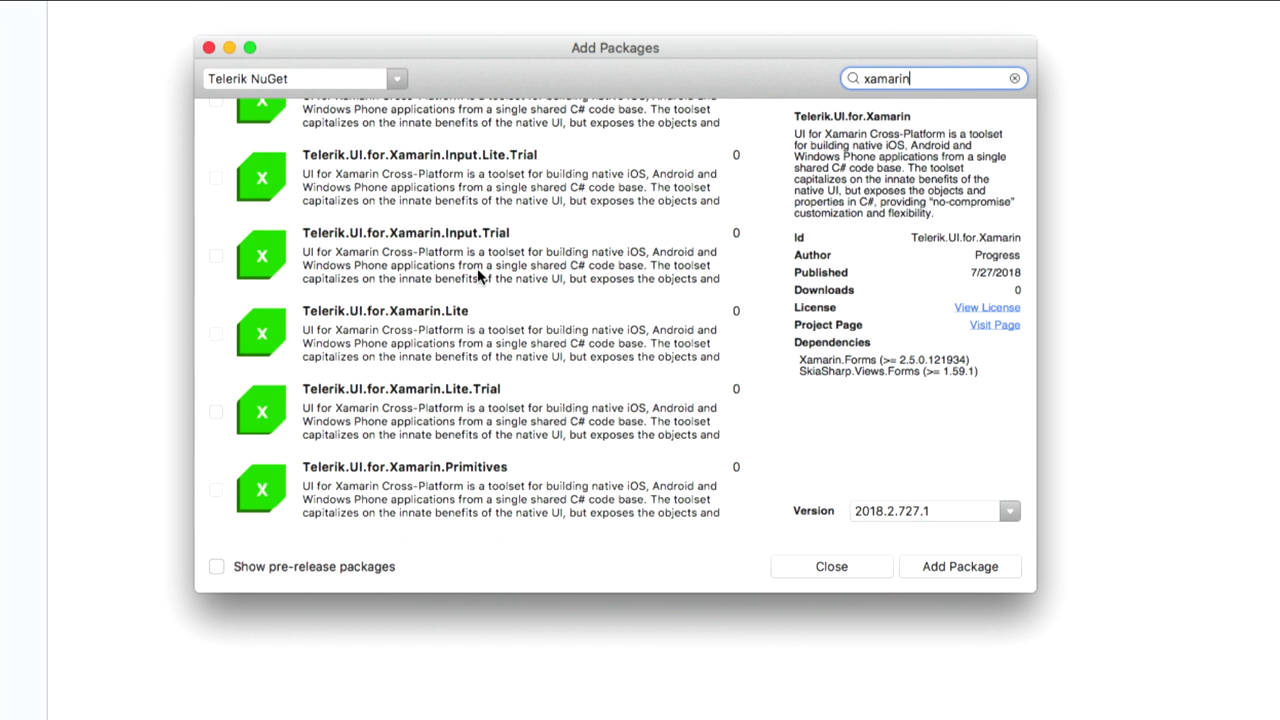 Add Packages
Telerik NuGet
xamarin
Windows Phone applications from a single shared C# code base. The toolset
capitalizes on the innate benefits of the native UI, but exposes the objects and
X
Telerik.UI.for.Xamarin.Input.Lite.Trial 0
UI for Xamarin Cross-Platform is a toolset for building native iOS, Android and
Windows Phone applications from a single shared C# code base. The toolset
capitalizes on the innate benefits of the native UI, but exposes the objects and
X
Telerik.UI.for.Xamarin.Input.Trial 0
UI for Xamarin Cross-Platform is a toolset for building native iOS, Android and
Windows Phone applications from a single shared C# code base. The toolset
capitalizes on the innate benefits of the native UI, but exposes the objects and
X
Telerik.UI.for.Xamarin.Lite 0
UI for Xamarin Cross-Platform is a toolset for building native iOS, Android and
Windows Phone applications from a single shared C# code base. The toolset
capitalizes on the innate benefits of the native UI, but exposes the objects and
X
Telerik.UI.for.Xamarin.Lite.Trial 0
UI for Xamarin Cross-Platform is a toolset for building native iOS, Android and
Windows Phone applications from a single shared C# code base. The toolset
capitalizes on the innate benefits of the native UI, but exposes the objects and
X
Telerik.UI.for.Xamarin.Primitives 0
UI for Xamarin Cross-Platform is a toolset for building native iOS, Android and
Windows Phone applications from a single shared C# code base. The toolset
capitalizes on the innate benefits of the native UI, but exposes the objects and
X
Telerik.UI.for.Xamarin
UI for Xamarin Cross-Platform is a toolset
for building native iOS, Android and
Windows Phone applications from a single
shared C# code base. The toolset
capitalizes on the innate benefits of the
native UI, but exposes the objects and
properties in C#, providing “no-compromise”
customization and flexibility.
Id Telerik.UI.for.Xamarin
Author Progress
Published 7/27/2018
Downloads 0
License View License
Project Page Visit Page
Dependencies
Xamarin.Forms (>= 2.5.0.121934)
SkiaSharp.Views.Forms (>= 1.59.1)
Version 2018.2.727.1
Show pre-release packages
Close
Add Package